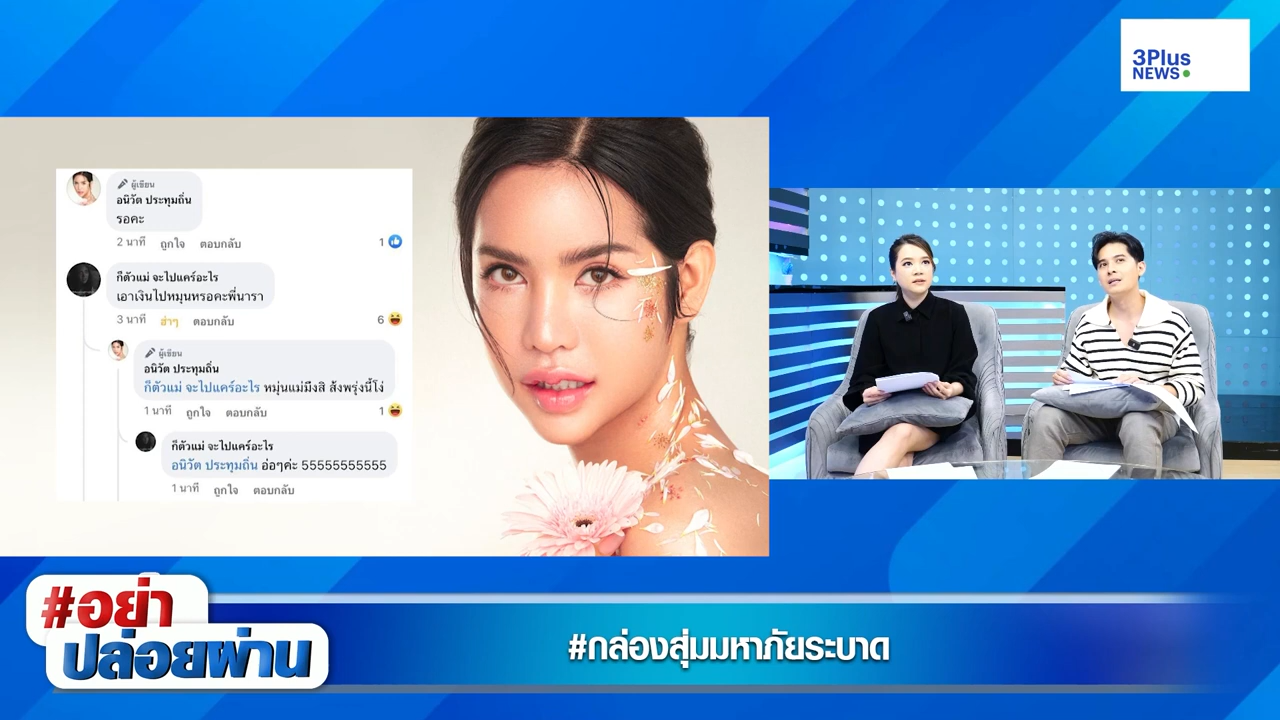 3Plus
NEWS
ผู้เขียน
อนิวัต ประทุมถิ่น
รอคะ
2 นาที ถูกใจ ตอบกลับ 1
ก็ตัวแม่ จะไปแคร์อะไร
เอาเงินไปหมุนหรอคะพี่นารา
3 นาที ฮ่าๆ ตอบกลับ 6
ผู้เขียน
อนิวัต ประทุมถิ่น
ก็ตัวแม่ จะไปแคร์อะไร หมุ่นแม่มึงสิ สังพรุ่งนี้โง่
1 นาที ถูกใจ ตอบกลับ 1
ก็ตัวแม่ จะไปแคร์อะไร
อนิวัต ประทุมถิ่น อ่อๆค่ะ 55555555555
1 นาที ถูกใจ ตอบกลับ
#อย่า
ปล่อยผ่าน
#กล่องสุ่มมหาภัยระบาด